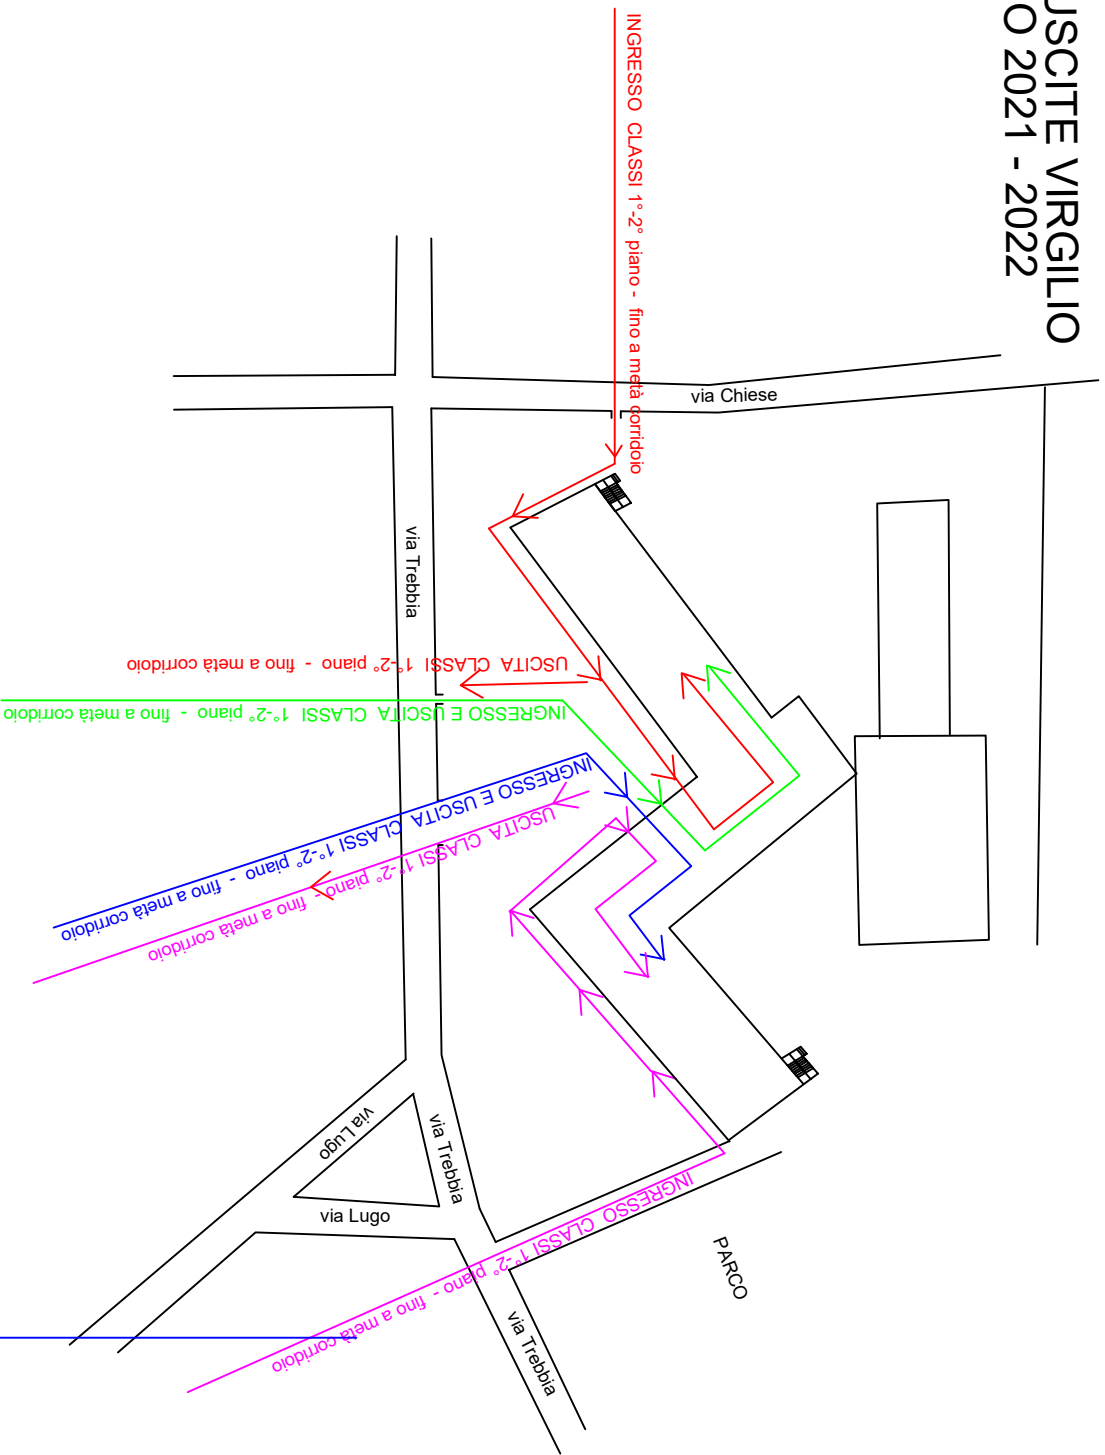 USCITE VIRGILIO
O 2021 - 2022
INGRESSO CLASSI 1°-2° piano - fino a metà corridoio
via Chiese
via Trebbia
USCITA CLASSI 1°-2° piano - fino a metà corridoio
INGRESSO E USCITA CLASSI 1°-2° piano - fino a metà corridoio
INGRESSO E USCITA CLASSI 1°-2° piano - fino a metà corridoio
USCITA CLASSI 1°-2° piano - fino a metà corridoio
via Lugo
via Trebbia
via Lugo
INGRESSO CLASSI 1°-2° piano - fino a metà corridoio
PARCO
via Trebbia